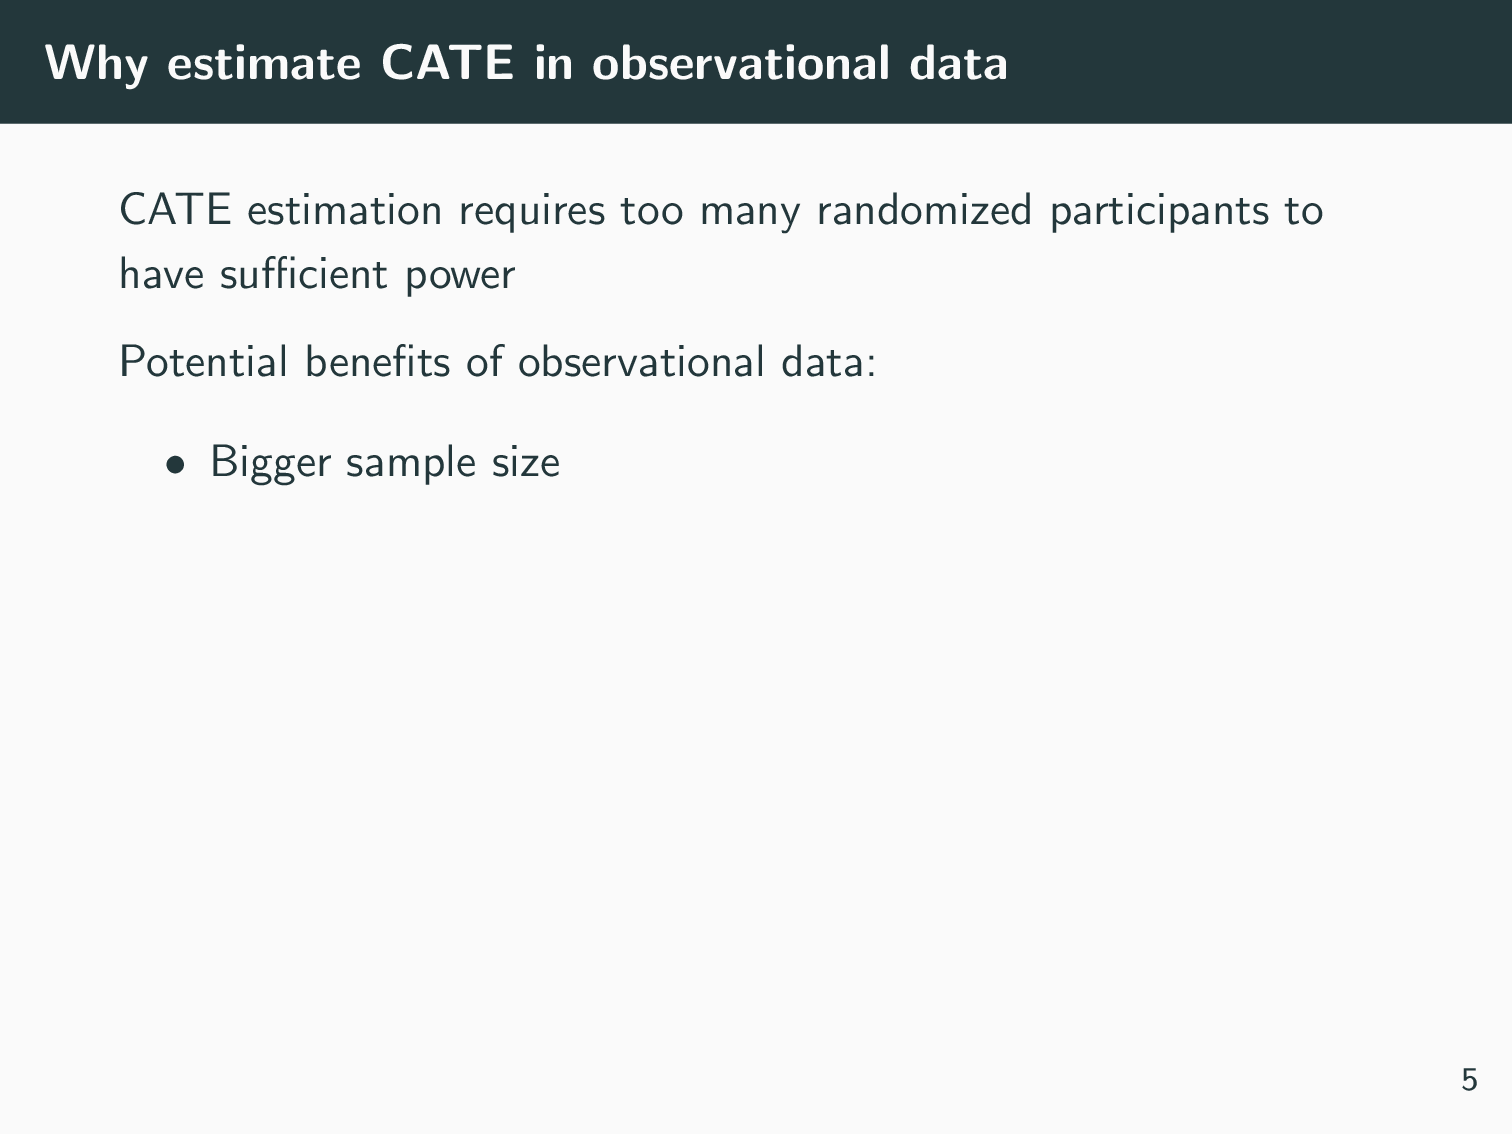 Why estimate CATE in observational data
CATE estimation requires too many randomized participants to
have sufficient power
Potential benefits of observational data:
• Bigger sample size
5